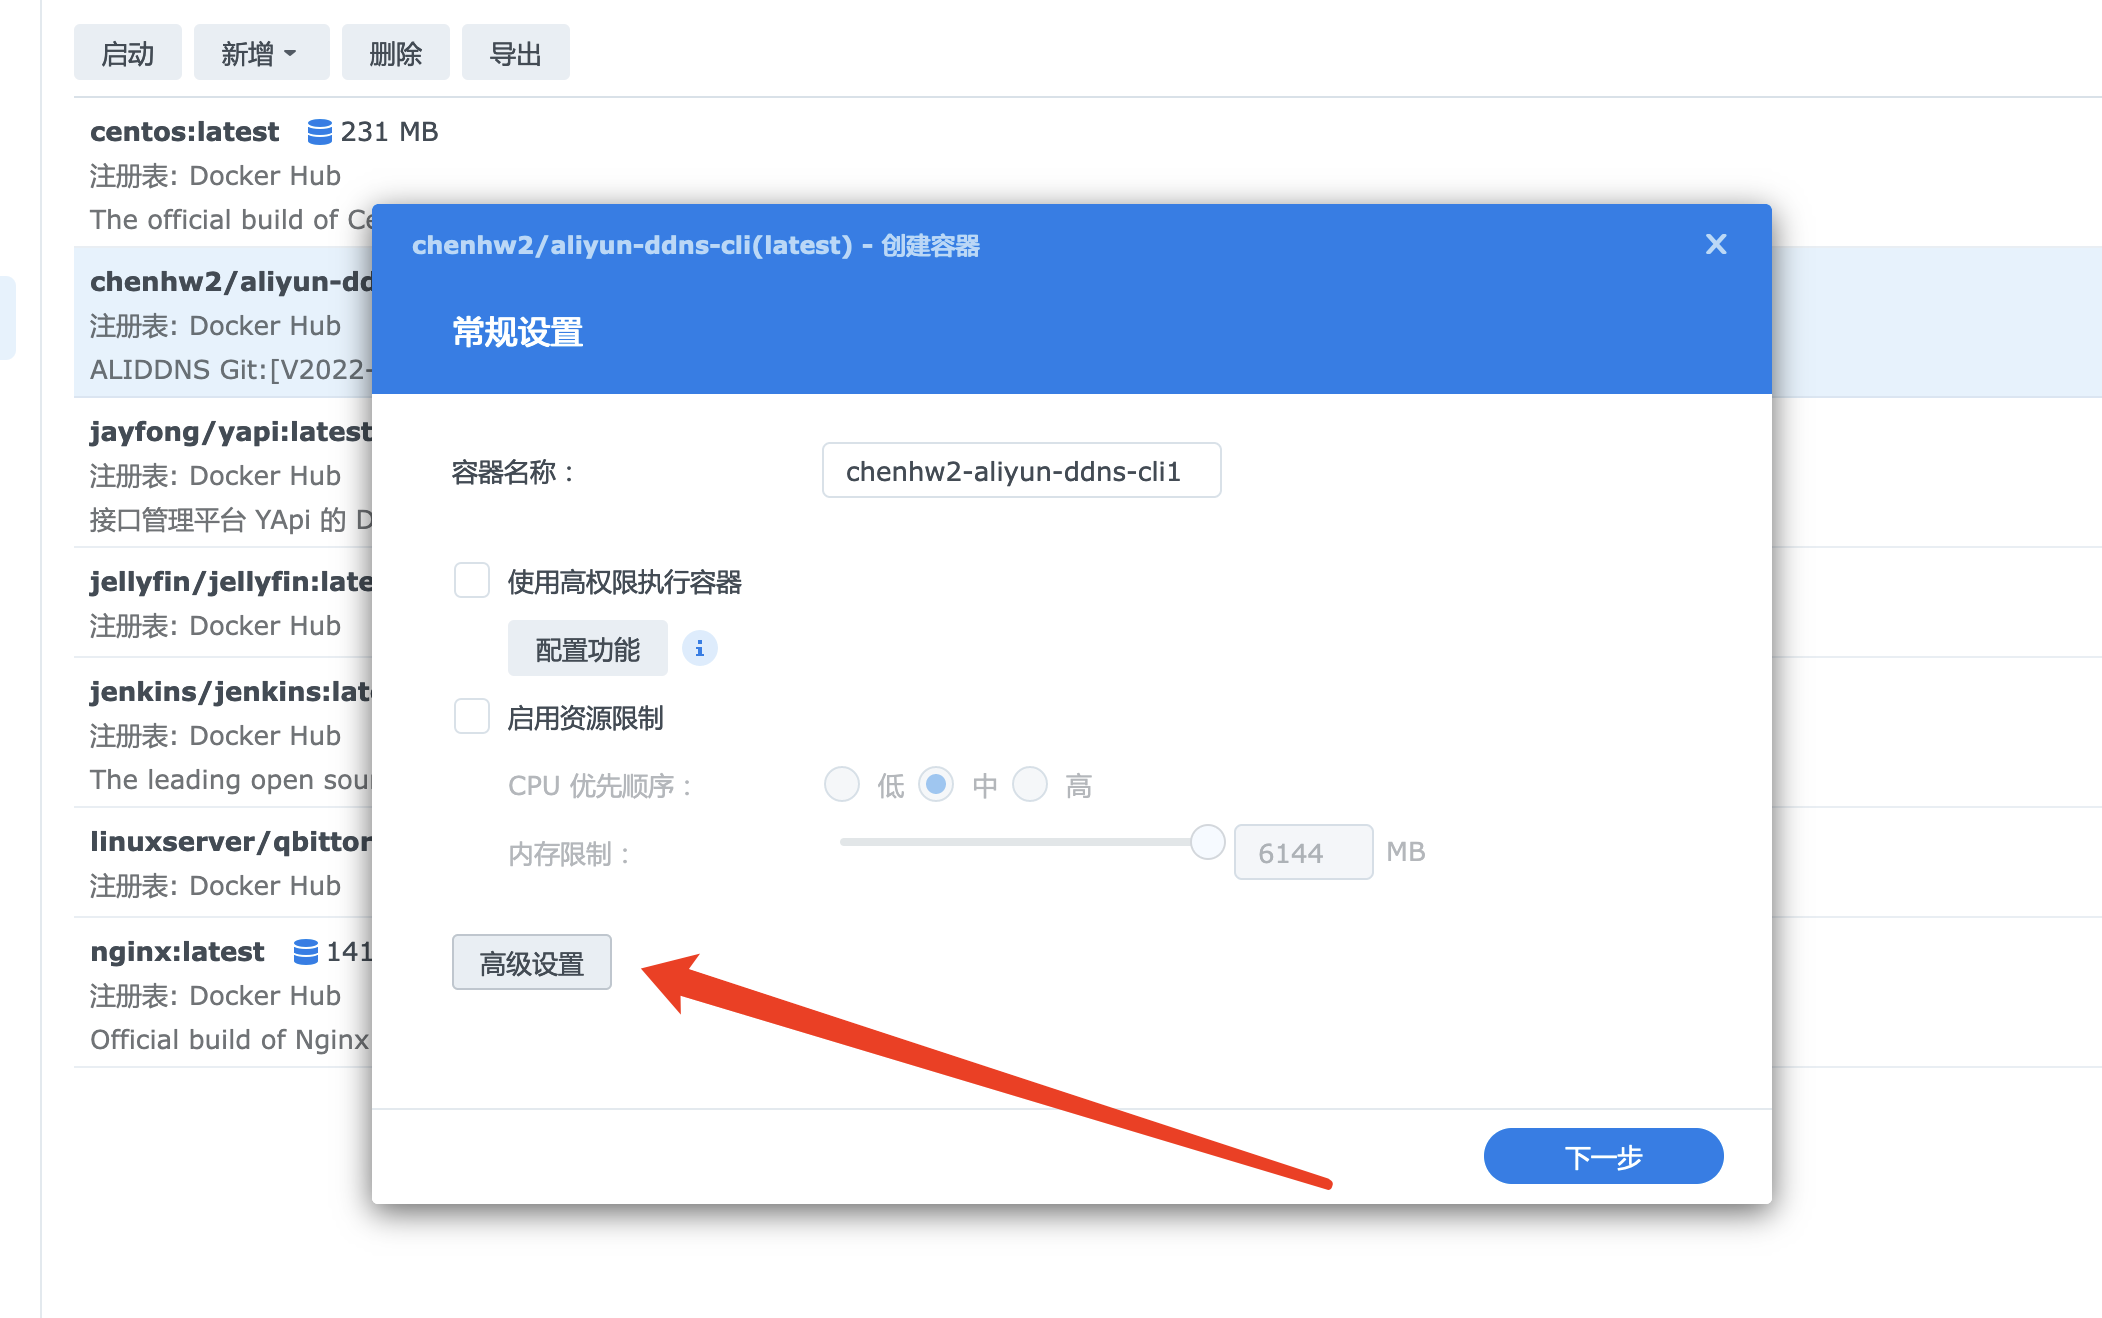 启动 新增 删除 导出
centos:latest 231 MB
注册表: Docker Hub
The official build of Ce
chenhw2/aliyun-dd
注册表: Docker Hub
ALIDDNS Git:[V2022-
jayfong/yapi:latest
注册表: Docker Hub
接口管理平台 YApi 的 D
jellyfin/jellyfin:late
注册表: Docker Hub
jenkins/jenkins:lat
注册表: Docker Hub
The leading open sour
linuxserver/qbittor
注册表: Docker Hub
nginx:latest 141
注册表: Docker Hub
Official build of Nginx
chenhw2/aliyun-ddns-cli(latest) - 创建容器
常规设置
容器名称：
chenhw2-aliyun-ddns-cli1
使用高权限执行容器
配置功能
启用资源限制
CPU 优先顺序： 低 中 高
内存限制： 6144 MB
高级设置
下一步